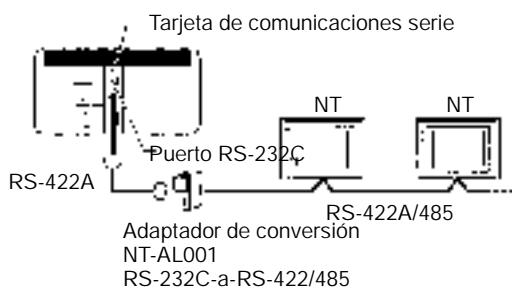 Tarjeta de comunicaciones serie
NT
NT
Puerto RS-232C
RS-422A
RS-422A/485
Adaptador de conversión
NT-AL001
RS-232C-a-RS-422/485